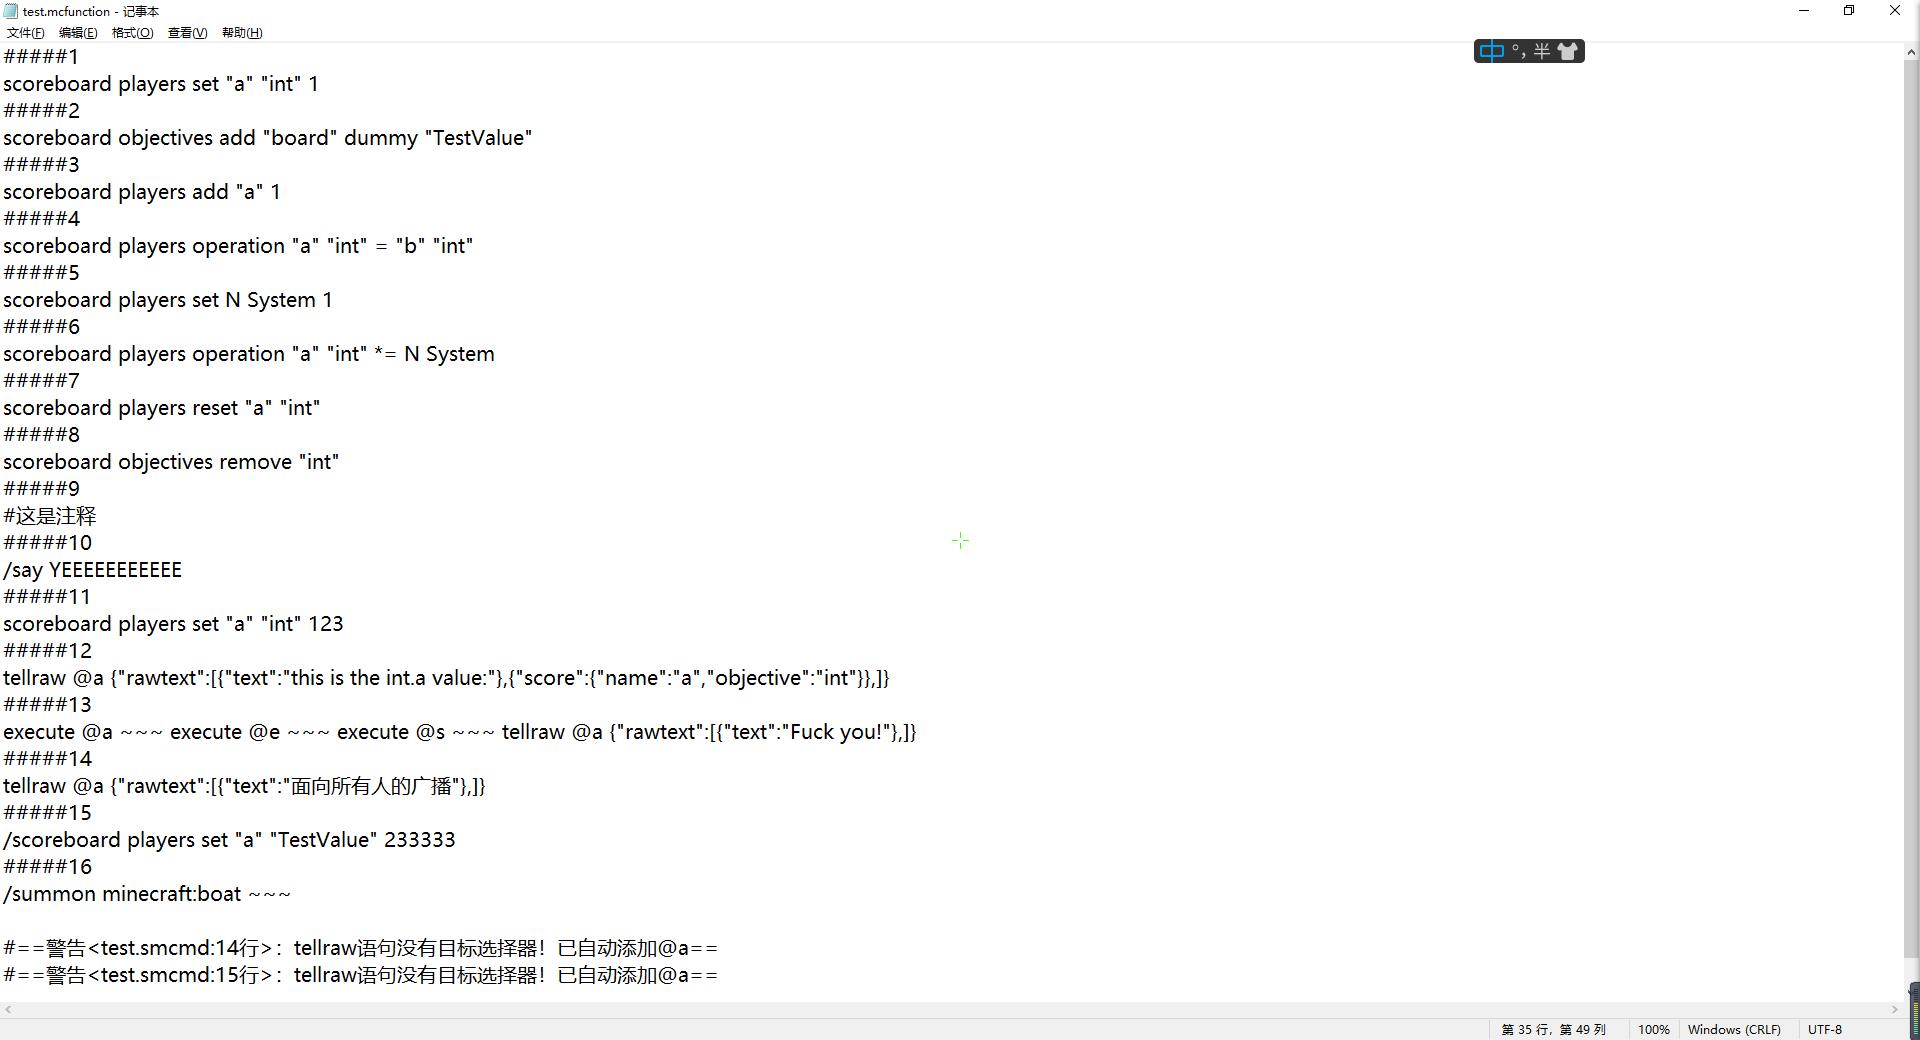 test.mcfunction - 记事本
文件(F) 编辑(E) 格式(O) 查看(V) 帮助(H)
中 °, 半
#####1
scoreboard players set "a" "int" 1
#####2
scoreboard objectives add "board" dummy "TestValue"
#####3
scoreboard players add "a" 1
#####4
scoreboard players operation "a" "int" = "b" "int"
#####5
scoreboard players set N System 1
#####6
scoreboard players operation "a" "int" *= N System
#####7
scoreboard players reset "a" "int"
#####8
scoreboard objectives remove "int"
#####9
#这是注释
#####10
/say YEEEEEEEEEEE
#####11
scoreboard players set "a" "int" 123
#####12
tellraw @a {"rawtext":[{"text":"this is the int.a value:"},{"score":{"name":"a","objective":"int"}},]}
#####13
execute @a ~~~ execute @e ~~~ execute @s ~~~ tellraw @a {"rawtext":[{"text":"Fuck you!"},]}
#####14
tellraw @a {"rawtext":[{"text":"面向所有人的广播"},]}
#####15
/scoreboard players set "a" "TestValue" 233333
#####16
/summon minecraft:boat ~~~
#==警告<test.smcmd:14行>：tellraw语句没有目标选择器！已自动添加@a==
#==警告<test.smcmd:15行>：tellraw语句没有目标选择器！已自动添加@a==
第 35 行，第 49 列 100% Windows (CRLF) UTF-8